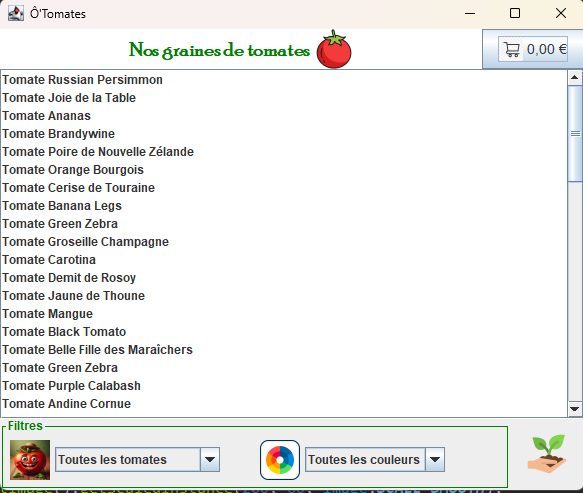 Ô'Tomates
Nos graines de tomates
0,00 €
Tomate Russian Persimmon
Tomate Joie de la Table
Tomate Ananas
Tomate Brandywine
Tomate Poire de Nouvelle Zélande
Tomate Orange Bourgois
Tomate Cerise de Touraine
Tomate Banana Legs
Tomate Green Zebra
Tomate Groseille Champagne
Tomate Carotina
Tomate Demit de Rosoy
Tomate Jaune de Thoune
Tomate Mangue
Tomate Black Tomato
Tomate Belle Fille des Maraîchers
Tomate Green Zebra
Tomate Purple Calabash
Tomate Andine Cornue
Filtres
Toutes les tomates
Toutes les couleurs